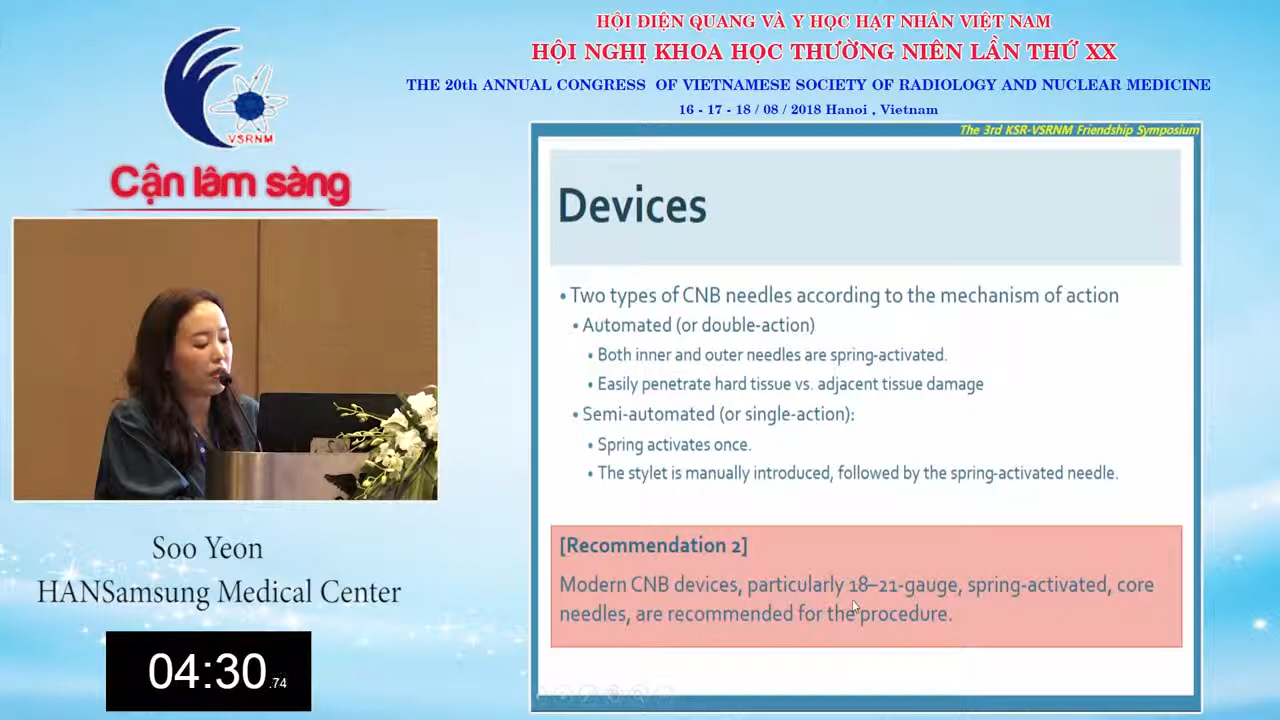 HỘI ĐIỆN QUANG VÀ Y HỌC HẠT NHÂN VIỆT NAM
HỘI NGHỊ KHOA HỌC THƯỜNG NIÊN LẦN THỨ XX
THE 20th ANNUAL CONGRESS OF VIETNAMESE SOCIETY OF RADIOLOGY AND NUCLEAR MEDICINE
16 - 17 - 18 / 08 / 2018 Hanoi , Vietnam
VSRNM
Cận lâm sàng
The 3rd KSR-VSRNM Friendship Symposium
Devices
• Two types of CNB needles according to the mechanism of action
• Automated (or double-action)
• Both inner and outer needles are spring-activated.
• Easily penetrate hard tissue vs. adjacent tissue damage
• Semi-automated (or single-action):
• Spring activates once.
• The stylet is manually introduced, followed by the spring-activated needle.
[Recommendation 2]
Modern CNB devices, particularly 18–21-gauge, spring-activated, core
needles, are recommended for the procedure.
Soo Yeon
HANSamsung Medical Center
04:30.74